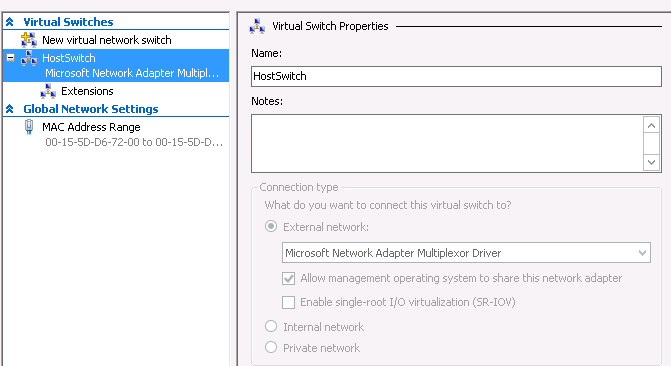 Virtual Switches
New virtual network switch
HostSwitch
Microsoft Network Adapter Multipl...
Extensions
Global Network Settings
MAC Address Range
00-15-5D-D6-72-00 to 00-15-5D-D...
Virtual Switch Properties
Name:
HostSwitch
Notes:
Connection type
What do you want to connect this virtual switch to?
External network:
Microsoft Network Adapter Multiplexor Driver
Allow management operating system to share this network adapter
Enable single-root I/O virtualization (SR-IOV)
Internal network
Private network